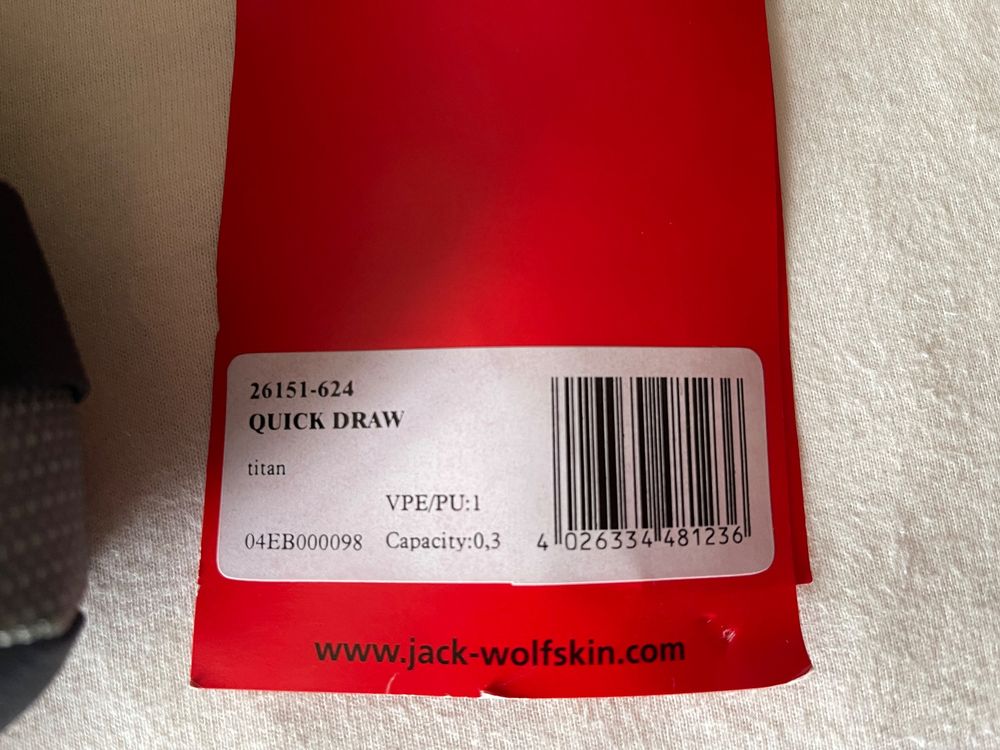 26151-624
QUICK DRAW
titan
VPE/PU:1
04EB000098 Capacity:0,3
4 026334 481236
www.jack-wolfskin.com